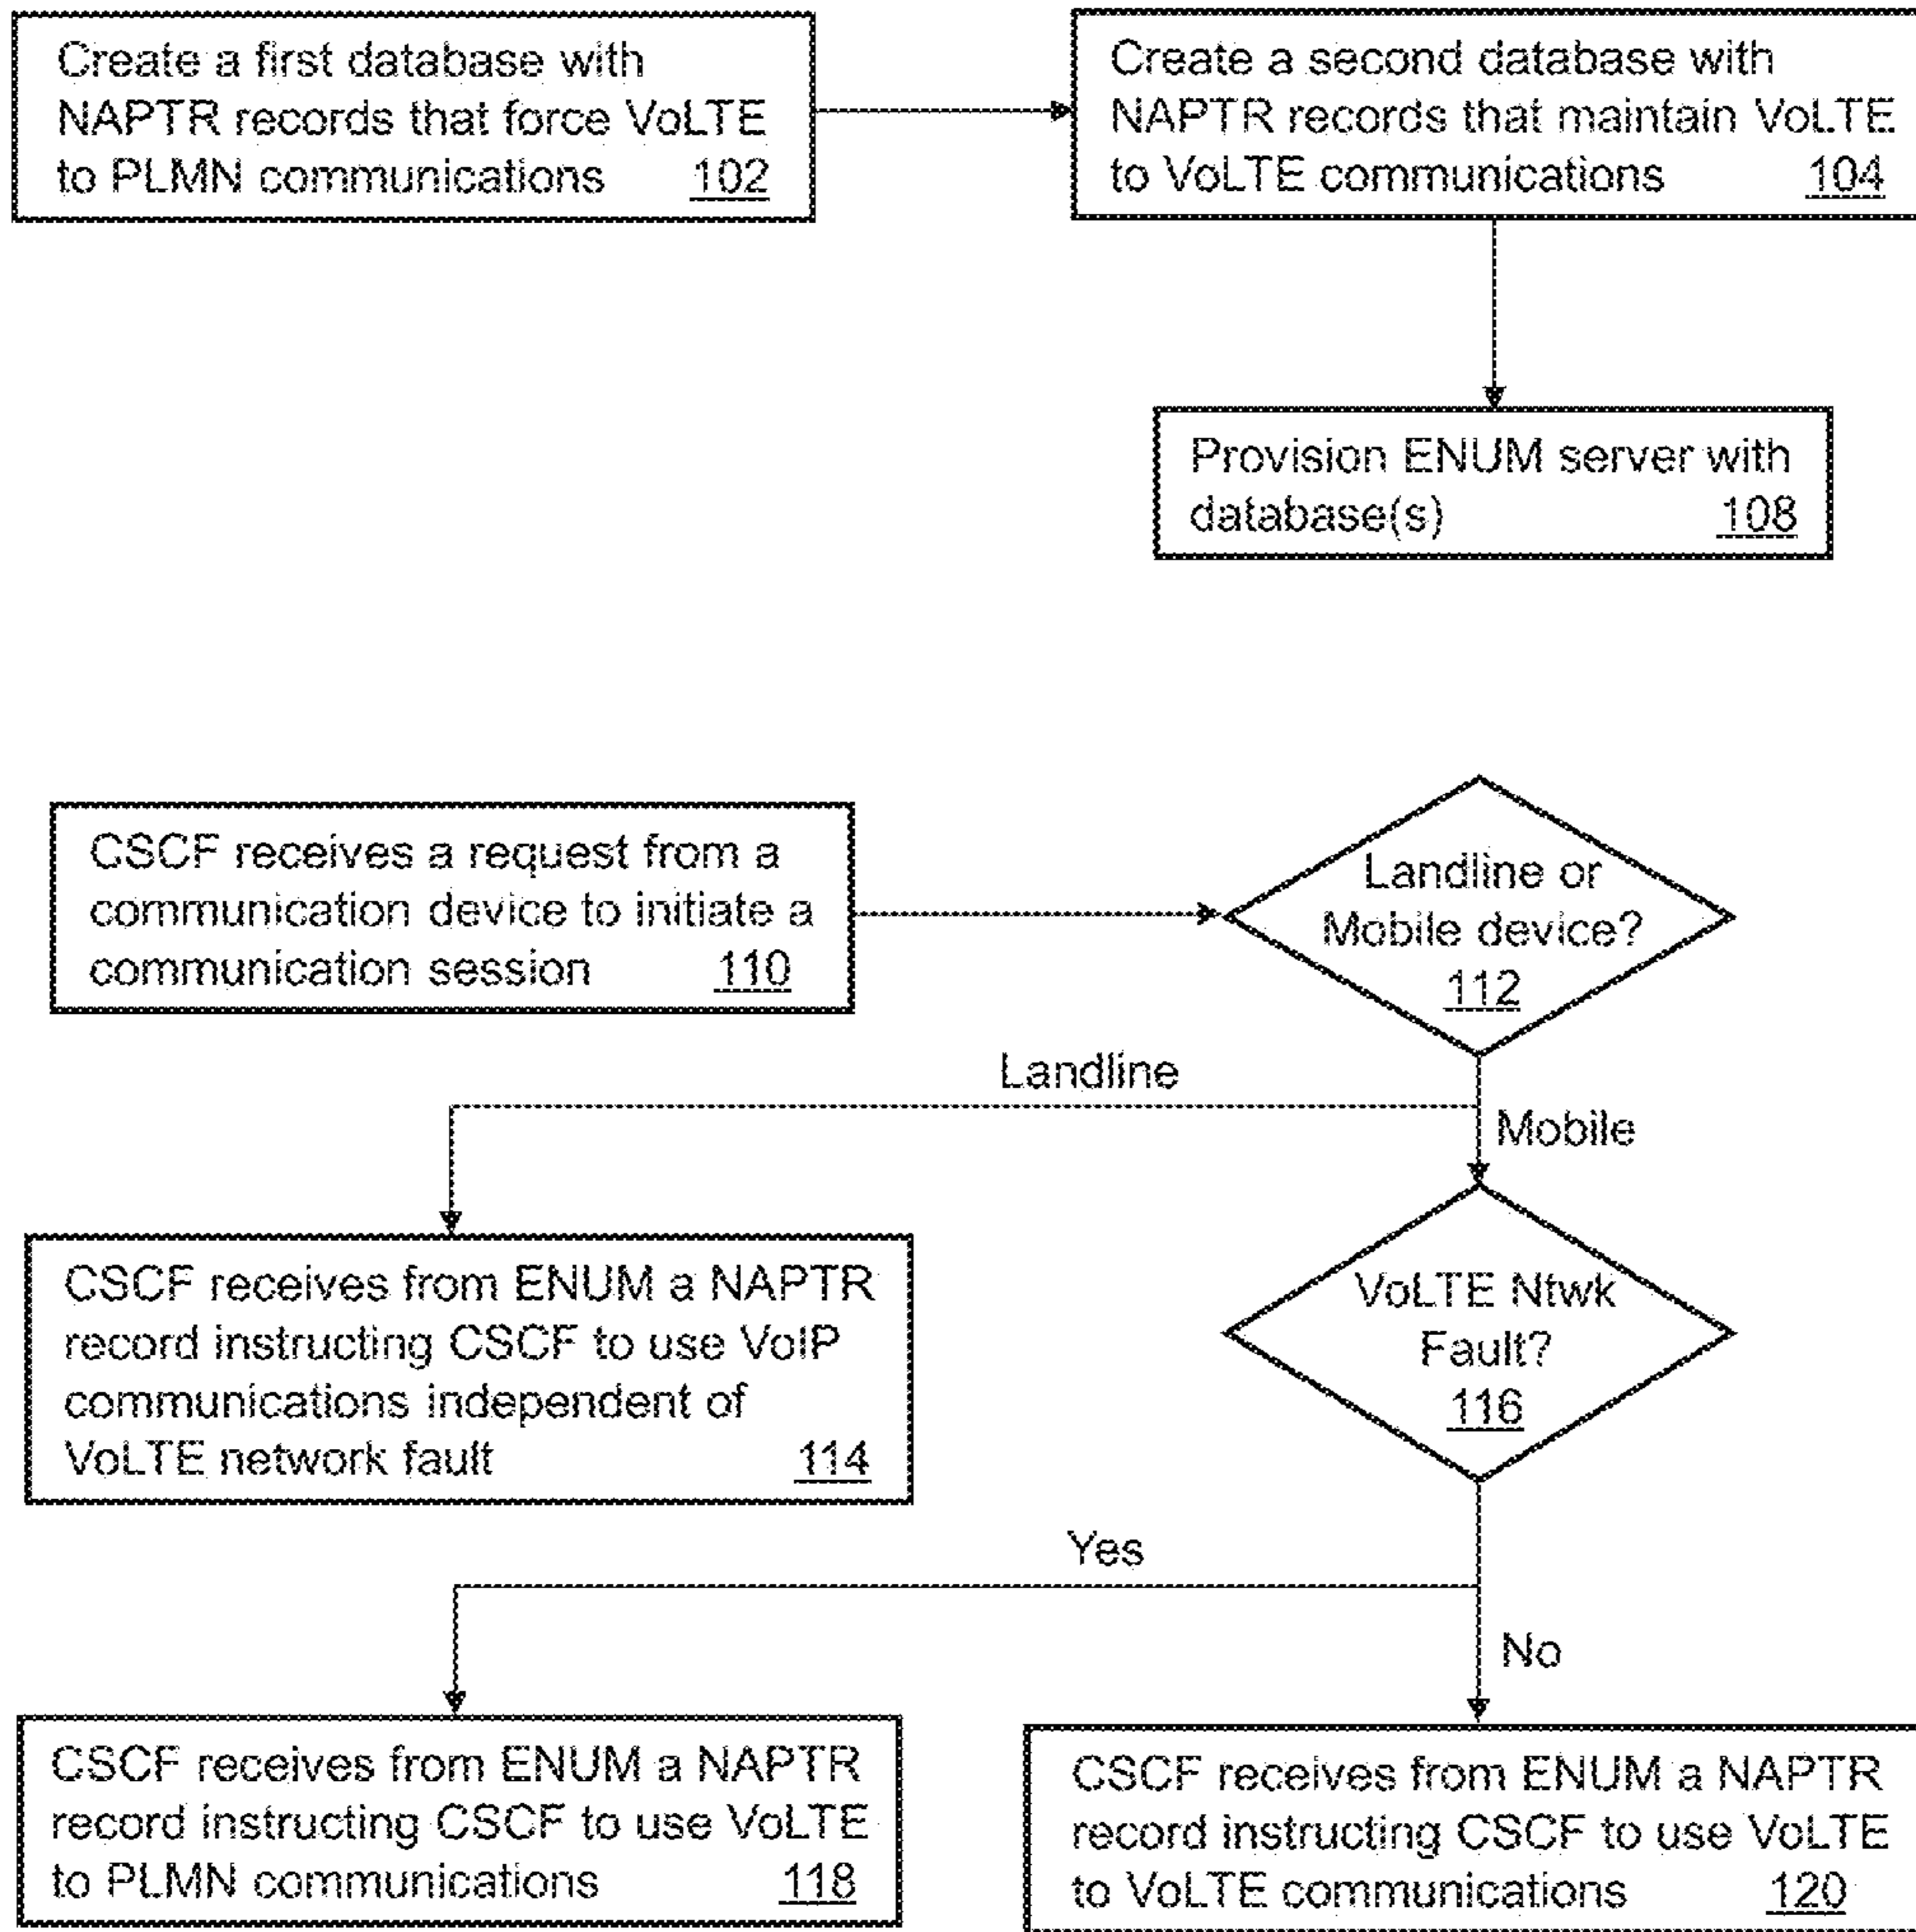 Create a first database with
NAPTR records that force VoLTE
to PLMN communications 102
Create a second database with
NAPTR records that maintain VoLTE
to VoLTE communications 104
Provision ENUM server with
database(s) 108
CSCF receives a request from a
communication device to initiate a
communication session 110
Landline or
Mobile device?
112
Landline
Mobile
CSCF receives from ENUM a NAPTR
record instructing CSCF to use VoIP
communications independent of
VoLTE network fault 114
VoLTE Ntwk
Fault?
116
Yes
No
CSCF receives from ENUM a NAPTR
record instructing CSCF to use VoLTE
to PLMN communications 118
CSCF receives from ENUM a NAPTR
record instructing CSCF to use VoLTE
to VoLTE communications 120